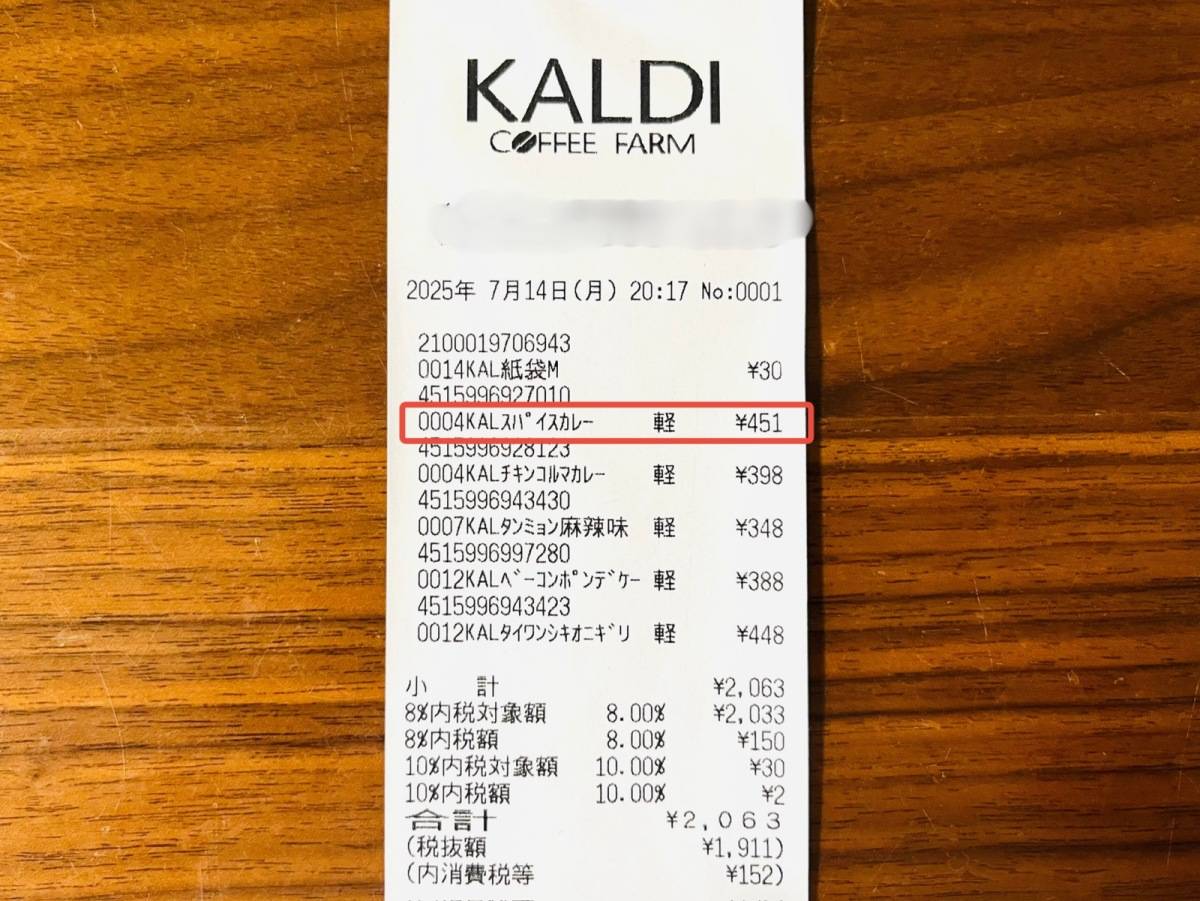 KALDI
COFFEE FARM
2025年 7月14日(月) 20:17 No:0001
2100019706943
0014KAL紙袋M ¥30
4515996927010
0004KALｽﾊﾟｲｽｶﾚｰ 軽 ¥451
4515996928123
0004KALﾁｷﾝｺﾙﾏｶﾚｰ 軽 ¥398
4515996943430
0007KALﾀﾝﾐｮﾝ麻辣味 軽 ¥348
4515996997280
0012KALﾍﾞｰｺﾝﾎﾟﾝﾃﾞｹｰ 軽 ¥388
4515996943423
0012KALﾀｲﾜﾝｼｷｵﾆｷﾞﾘ 軽 ¥448
小 計 ¥2,063
8%内税対象額 8.00% ¥2,033
8%内税額 8.00% ¥150
10%内税対象額 10.00% ¥30
10%内税額 10.00% ¥2
合計 ¥2,063
(税抜額 ¥1,911)
(内消費税等 ¥152)